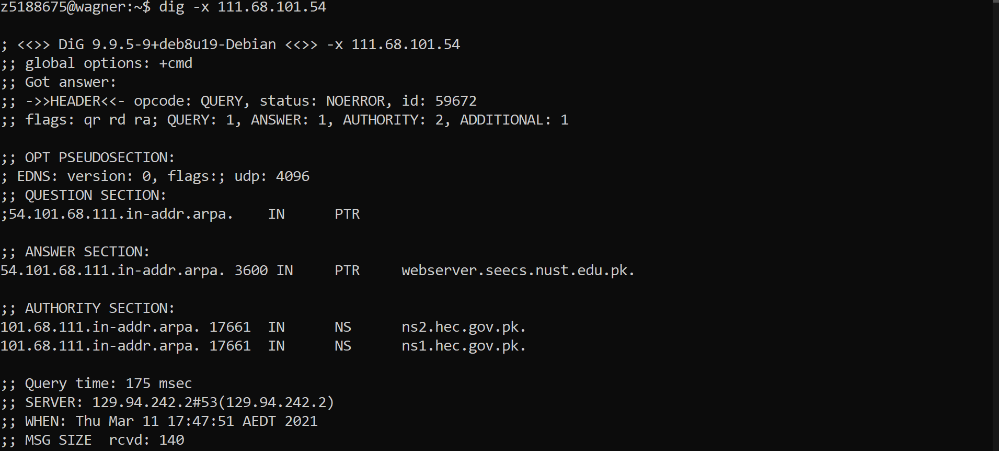 z5188675@wagner:~$ dig -x 111.68.101.54
; <<>> DiG 9.9.5-9+deb8u19-Debian <<>> -x 111.68.101.54
;; global options: +cmd
;; Got answer:
;; ->>HEADER<<- opcode: QUERY, status: NOERROR, id: 59672
;; flags: qr rd ra; QUERY: 1, ANSWER: 1, AUTHORITY: 2, ADDITIONAL: 1
;; OPT PSEUDOSECTION:
; EDNS: version: 0, flags:; udp: 4096
;; QUESTION SECTION:
;54.101.68.111.in-addr.arpa. IN PTR
;; ANSWER SECTION:
54.101.68.111.in-addr.arpa. 3600 IN PTR webserver.seecs.nust.edu.pk.
;; AUTHORITY SECTION:
101.68.111.in-addr.arpa. 17661 IN NS ns2.hec.gov.pk.
101.68.111.in-addr.arpa. 17661 IN NS ns1.hec.gov.pk.
;; Query time: 175 msec
;; SERVER: 129.94.242.2#53(129.94.242.2)
;; WHEN: Thu Mar 11 17:47:51 AEDT 2021
;; MSG SIZE rcvd: 140